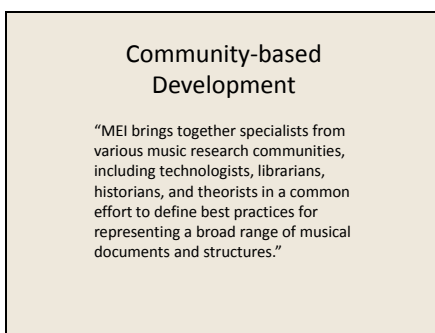 Community-based
Development
“MEI brings together specialists from
various music research communities,
including technologists, librarians,
historians, and theorists in a common
effort to define best practices for
representing a broad range of musical
documents and structures.”